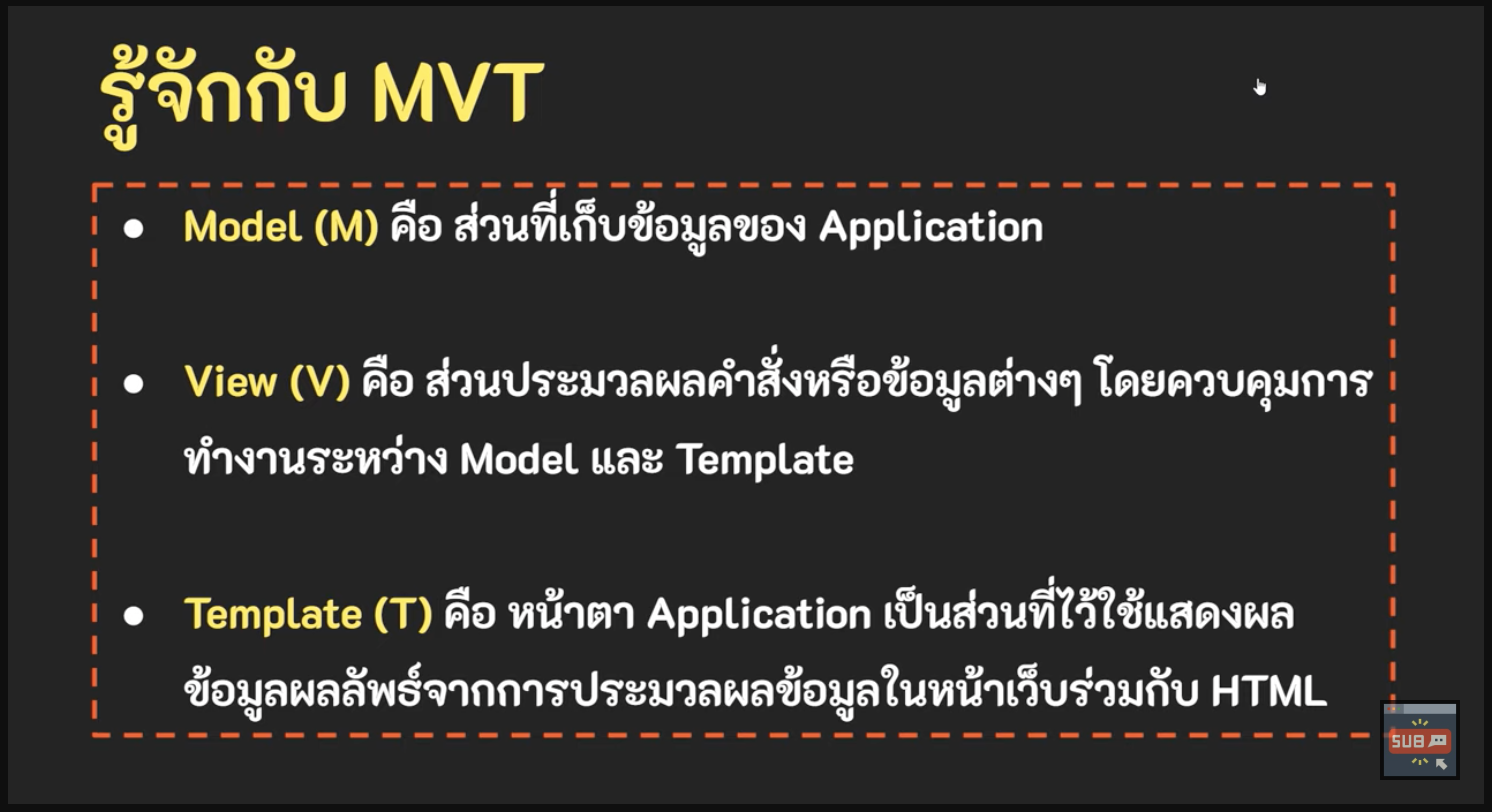 รู้จักกับ MVT
● Model (M) คือ ส่วนที่เก็บข้อมูลของ Application
● View (V) คือ ส่วนประมวลผลคำสั่งหรือข้อมูลต่างๆ โดยควบคุมการ
ทำงานระหว่าง Model และ Template
● Template (T) คือ หน้าตา Application เป็นส่วนที่ไว้ใช้แสดงผล
ข้อมูลผลลัพธ์จากการประมวลผลข้อมูลในหน้าเว็บร่วมกับ HTML
SUB